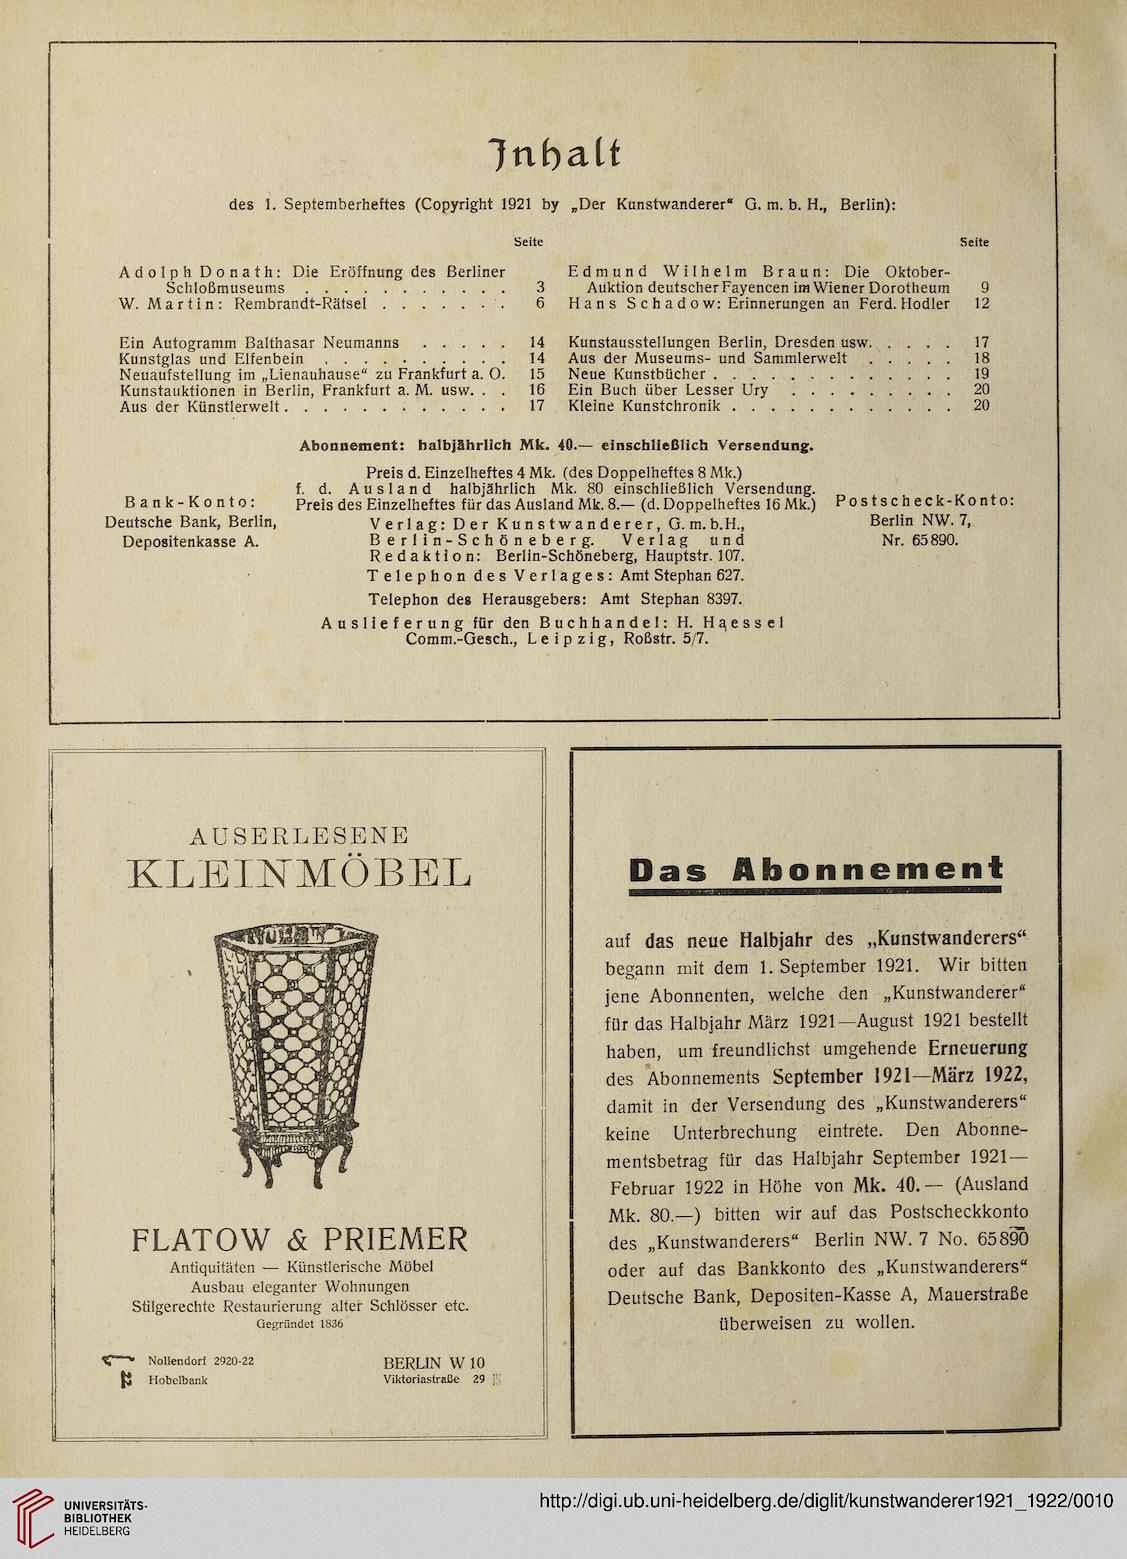 Inhalt
des 1. Septemberheftes (Copyright 1921 by „Der Kunstwanderer“ G. m. b. H., Berlin):
Seite
Adolph Donath: Die Eröffnung des Berliner
Schloßmuseums . . . . . . . . . . . 3
W. Martin: Rembrandt-Rätsel . . . . . . . 6
Ein Autogramm Balthasar Neumanns . . . . . 14
Kunstglas und Elfenbein . . . . . . . . . . 14
Neuaufstellung im „Lienauhause“ zu Frankfurt a. O. 15
Kunstauktionen in Berlin, Frankfurt a. M. usw. . . 16
Aus der Künstlerwelt . . . . . . . . . . . . 17
Seite
Edmund Wilhelm Braun: Die Oktober-
Auktion deutscher Fayencen im Wiener Dorotheum 9
Hans Schadow: Erinnerungen an Ferd. Hodler 12
Kunstausstellungen Berlin, Dresden usw. . . . . 17
Aus der Museums- und Sammlerwelt . . . . . 18
Neue Kunstbücher . . . . . . . . . . . . . 19
Ein Buch über Lesser Ury . . . . . . . . . 20
Kleine Kunstchronik . . . . . . . . . . . . 20
Abonnement: halbjährlich Mk. 40.— einschließlich Versendung.
Preis d. Einzelheftes 4 Mk. (des Doppelheftes 8 Mk.)
f. d. Ausland halbjährlich Mk. 80 einschließlich Versendung.
Preis des Einzelheftes für das Ausland Mk. 8.— (d. Doppelheftes 16 Mk.)
Bank-Konto:
Deutsche Bank, Berlin,
Depositenkasse A.
Verlag: Der Kunstwanderer, G. m. b. H.,
Berlin-Schöneberg. Verlag und
Redaktion: Berlin-Schöneberg, Hauptstr. 107.
Telephon des Verlages: Amt Stephan 627.
Telephon des Herausgebers: Amt Stephan 8397.
Auslieferung für den Buchhandel: H. Haessel
Comm.-Gesch., Leipzig, Roßstr. 5/7.
Postscheck-Konto:
Berlin NW. 7,
Nr. 65890.
AUSERLESENE
KLEINMÖBEL
FLATOW & PRIEMER
Antiquitäten — Künstlerische Möbel
Ausbau eleganter Wohnungen
Stilgerechte Restaurierung alter Schlösser etc.
Gegründet 1836
Nollendorf 2920-22
Hobelbank
BERLIN W 10
Viktoriastraße 29
Das Abonnement
auf das neue Halbjahr des „Kunstwanderers“
begann mit dem 1. September 1921. Wir bitten
jene Abonnenten, welche den „Kunstwanderer“
für das Halbjahr März 1921—August 1921 bestellt
haben, um freundlichst umgehende Erneuerung
des Abonnements September 1921—März 1922,
damit in der Versendung des „Kunstwanderers“
keine Unterbrechung eintrete. Den Abonne-
mentsbetrag für das Halbjahr September 1921—
Februar 1922 in Höhe von Mk. 40.— (Ausland
Mk. 80.—) bitten wir auf das Postscheckkonto
des „Kunstwanderers“ Berlin NW. 7 No. 65890
oder auf das Bankkonto des „Kunstwanderers“
Deutsche Bank, Depositen-Kasse A, Mauerstraße
überweisen zu wollen.
UNIVERSITÄTS-
BIBLIOTHEK
HEIDELBERG
http://digi.ub.uni-heidelberg.de/diglit/kunstwanderer1921_1922/0010